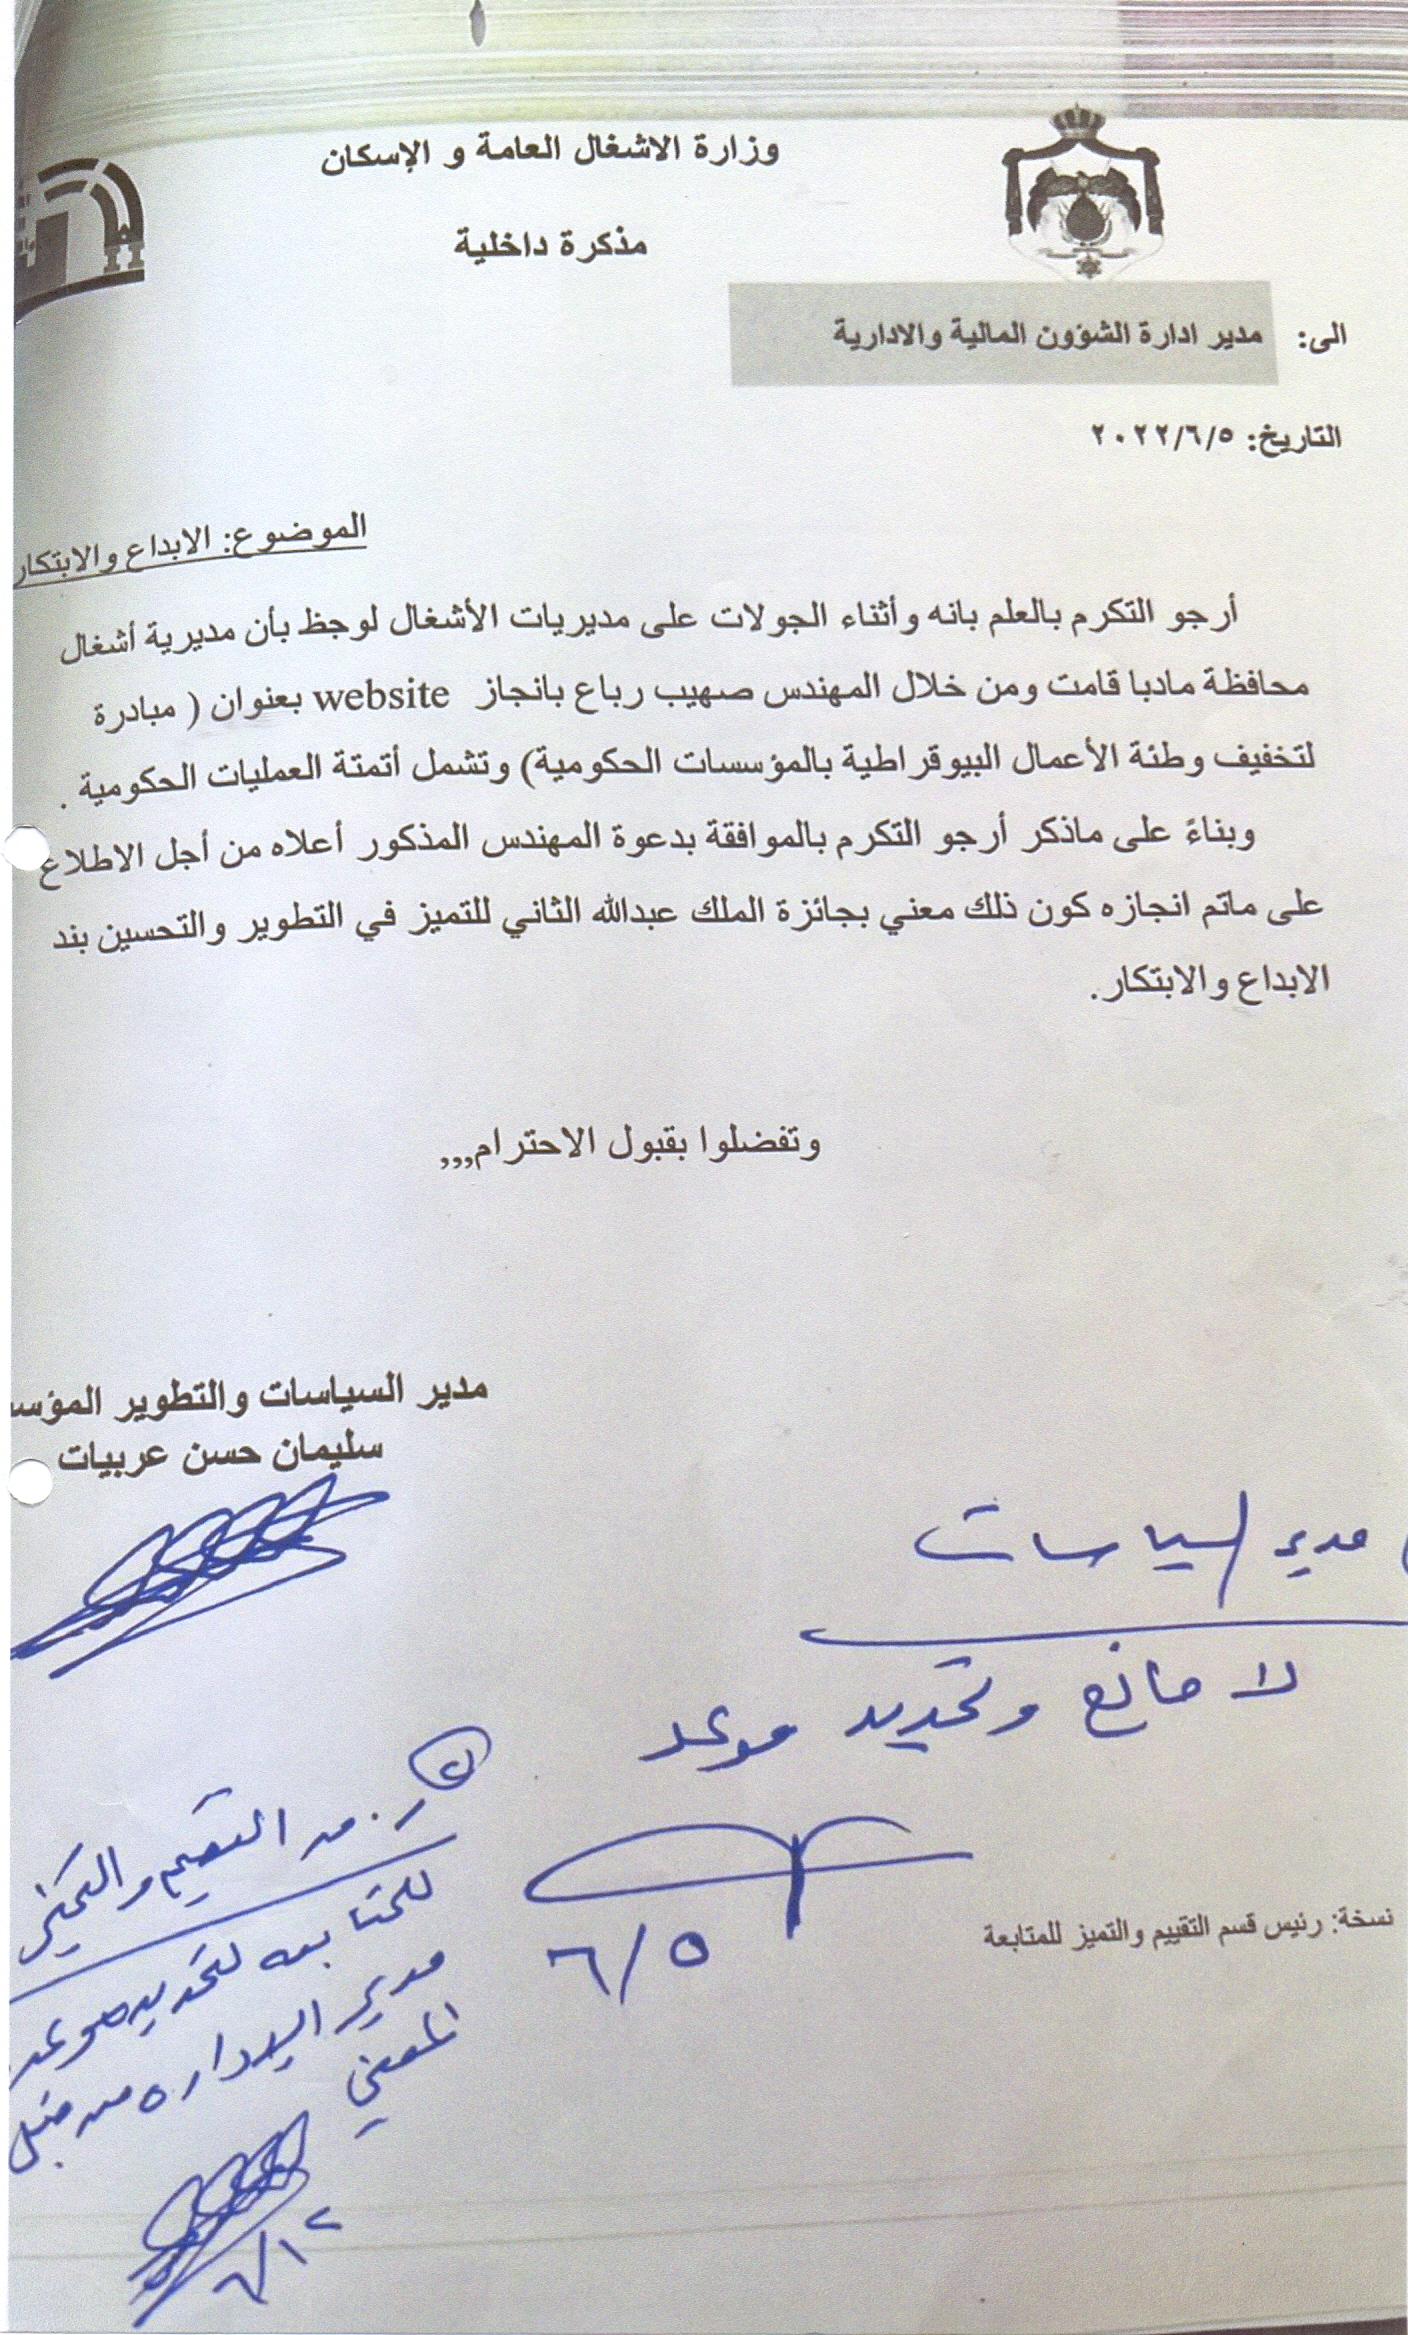 وزارة الاشغال العامة و الإسكان
مذكرة داخلية
الى: مدير ادارة الشؤون المالية والادارية
التاريخ: ٢٠٢٢/٦/٥
الموضوع: الابداع والابتكار
أرجو التكرم بالعلم بانه وأثناء الجولات على مديريات الأشغال لوجظ بأن مديرية أشغال
محافظة مادبا قامت ومن خلال المهندس صهيب رباع بانجاز website بعنوان ( مبادرة
لتخفيف وطئة الأعمال البيوقراطية بالمؤسسات الحكومية) وتشمل أتمتة العمليات الحكومية .
وبناءً على ماذكر أرجو التكرم بالموافقة بدعوة المهندس المذكور أعلاه من أجل الاطلاع
على ماتم انجازه كون ذلك معني بجائزة الملك عبدالله الثاني للتميز في التطوير والتحسين بند
الابداع والابتكار.
وتفضلوا بقبول الاحترام,,,
مدير السياسات والتطوير المؤسس
سليمان حسن عربيات
مدير السياسات
لا مانع وتحديد موعد
٦/٥
التقييم والتميز
للمتابعه لتحديد موعد
مدير الاداره من قبل
المعني
٦/١٢
نسخة: رئيس قسم التقييم والتميز للمتابعة